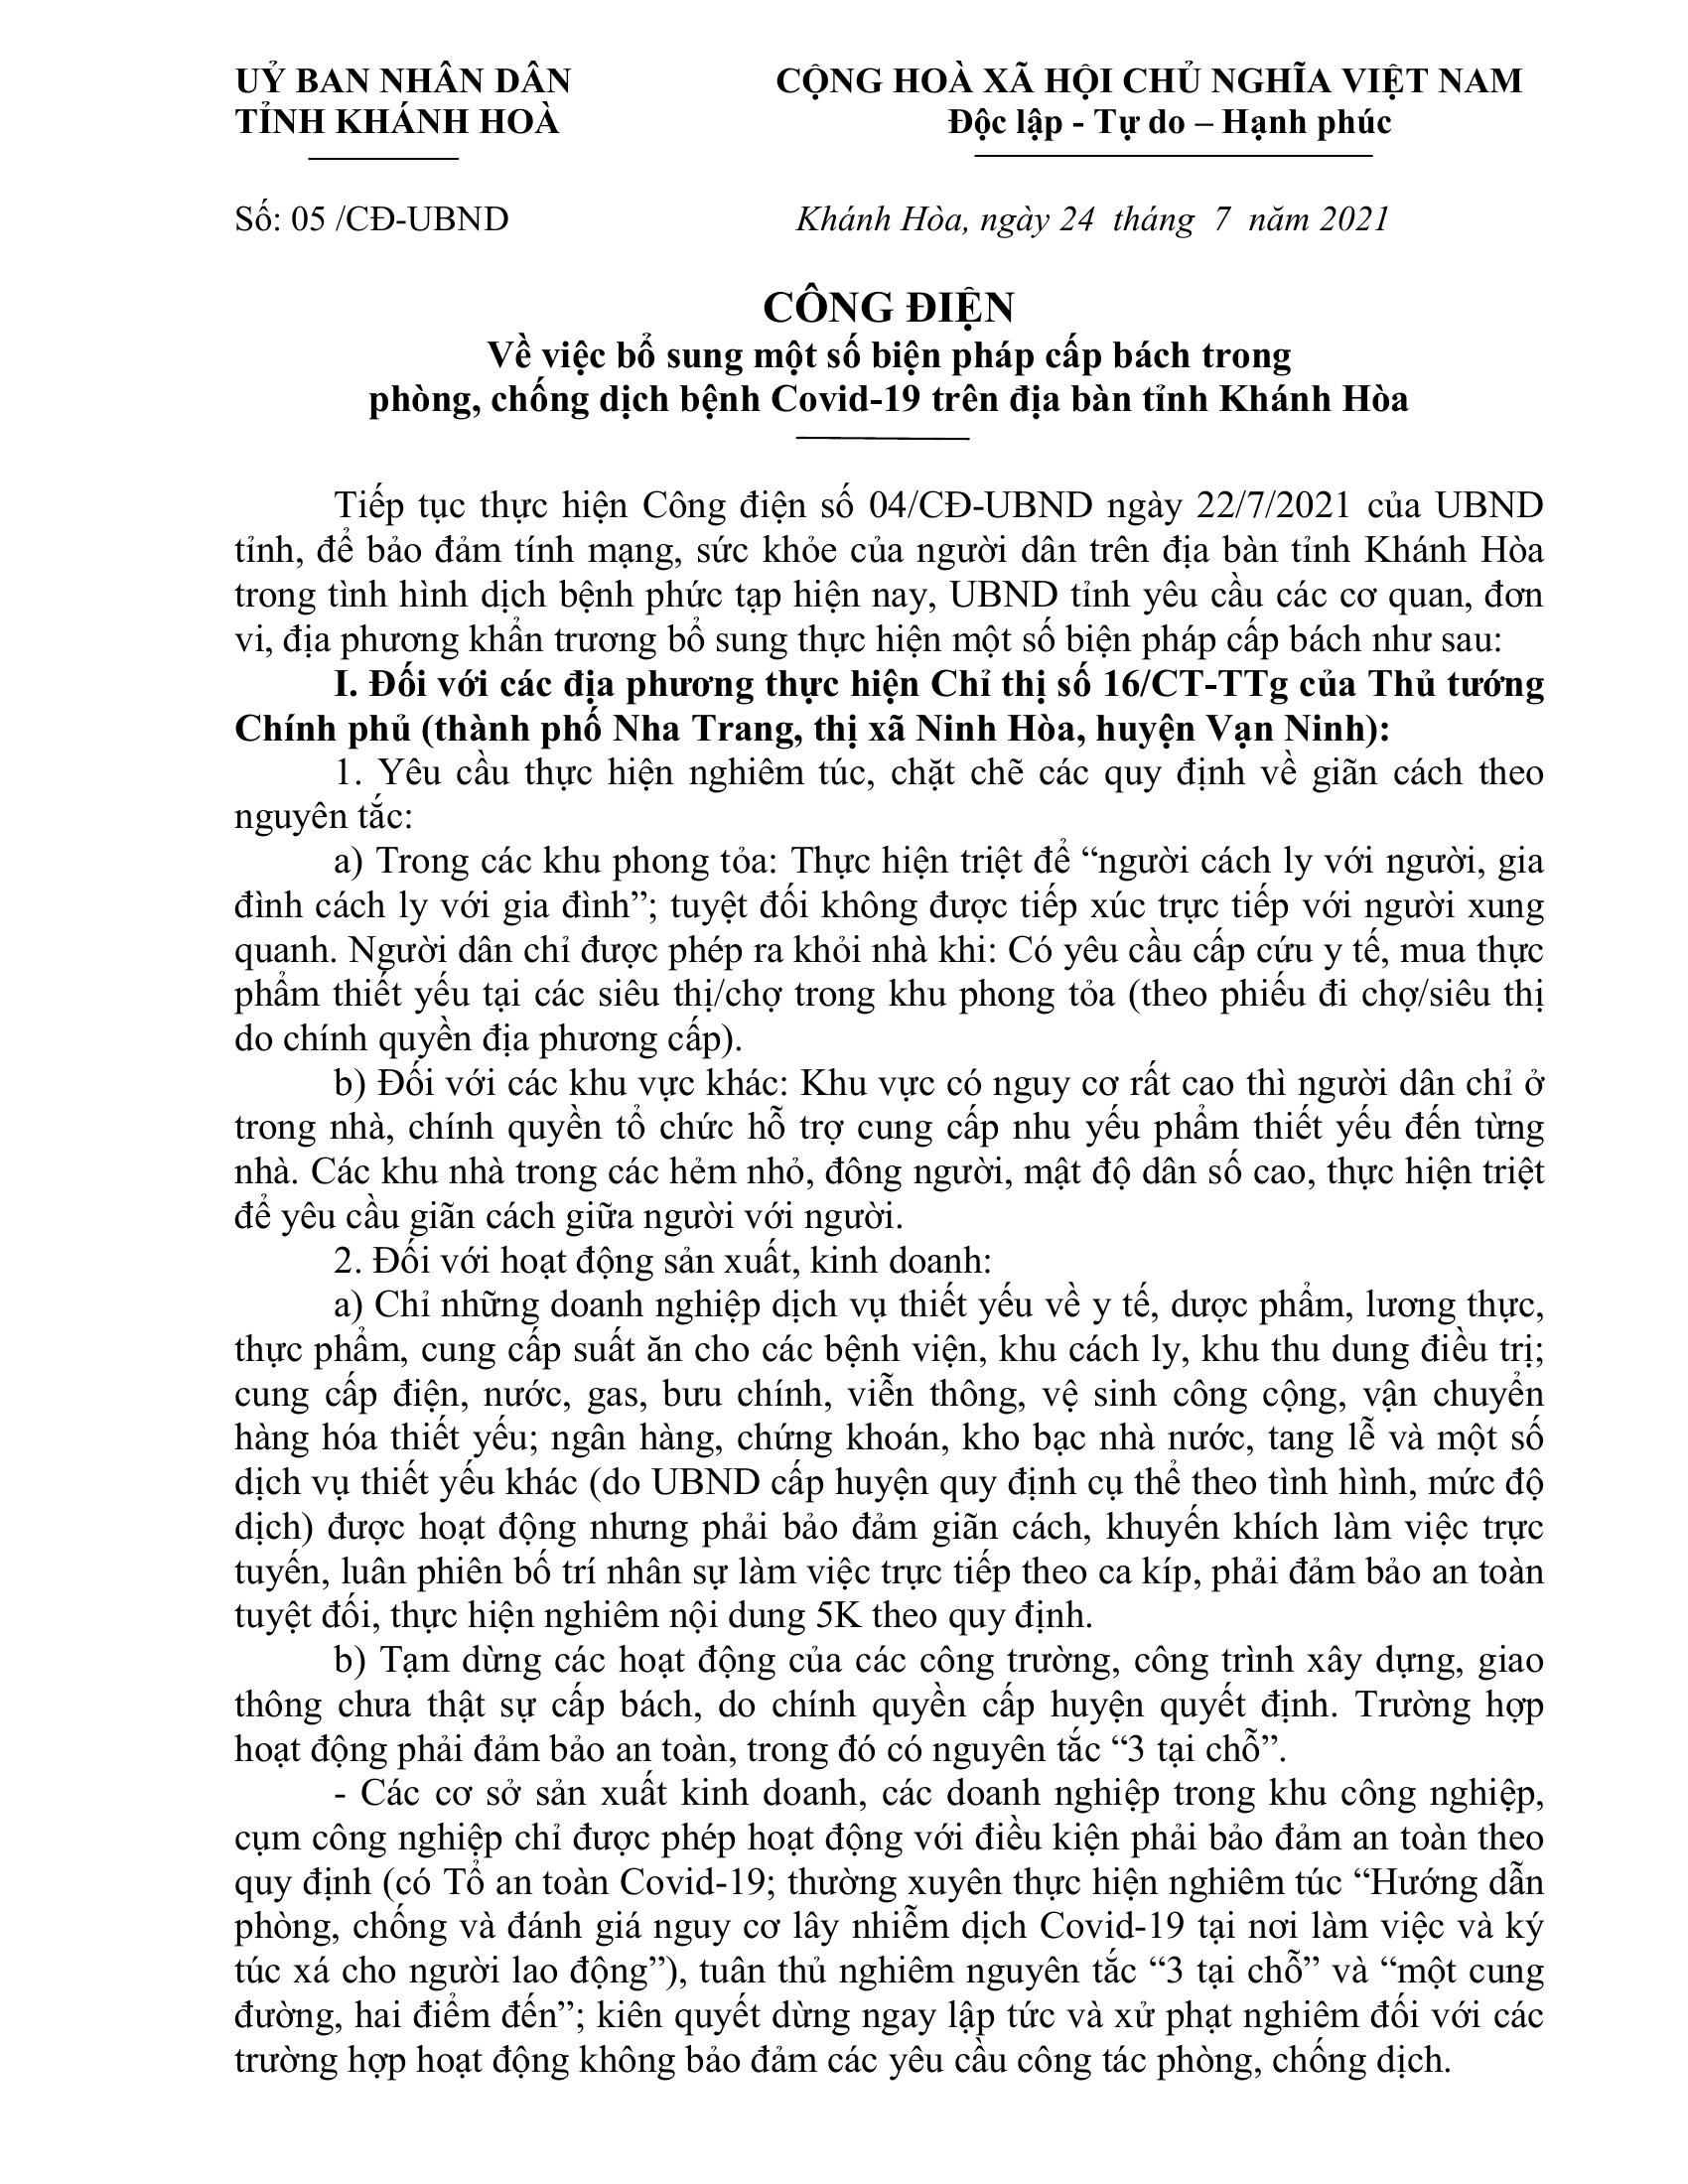 UỶ BAN NHÂN DÂN
TỈNH KHÁNH HOÀ
CỘNG HOÀ XÃ HỘI CHỦ NGHĨA VIỆT NAM
Độc lập - Tự do – Hạnh phúc
Số: 05 /CĐ-UBND
Khánh Hòa, ngày 24 tháng 7 năm 2021
CÔNG ĐIỆN
Về việc bổ sung một số biện pháp cấp bách trong
phòng, chống dịch bệnh Covid-19 trên địa bàn tỉnh Khánh Hòa
Tiếp tục thực hiện Công điện số 04/CĐ-UBND ngày 22/7/2021 của UBND
tỉnh, để bảo đảm tính mạng, sức khỏe của người dân trên địa bàn tỉnh Khánh Hòa
trong tình hình dịch bệnh phức tạp hiện nay, UBND tỉnh yêu cầu các cơ quan, đơn
vi, địa phương khẩn trương bổ sung thực hiện một số biện pháp cấp bách như sau:
I. Đối với các địa phương thực hiện Chỉ thị số 16/CT-TTg của Thủ tướng
Chính phủ (thành phố Nha Trang, thị xã Ninh Hòa, huyện Vạn Ninh):
1. Yêu cầu thực hiện nghiêm túc, chặt chẽ các quy định về giãn cách theo
nguyên tắc:
a) Trong các khu phong tỏa: Thực hiện triệt để “người cách ly với người, gia
đình cách ly với gia đình”; tuyệt đối không được tiếp xúc trực tiếp với người xung
quanh. Người dân chỉ được phép ra khỏi nhà khi: Có yêu cầu cấp cứu y tế, mua thực
phẩm thiết yếu tại các siêu thị/chợ trong khu phong tỏa (theo phiếu đi chợ/siêu thị
do chính quyền địa phương cấp).
b) Đối với các khu vực khác: Khu vực có nguy cơ rất cao thì người dân chỉ ở
trong nhà, chính quyền tổ chức hỗ trợ cung cấp nhu yếu phẩm thiết yếu đến từng
nhà. Các khu nhà trong các hẻm nhỏ, đông người, mật độ dân số cao, thực hiện triệt
để yêu cầu giãn cách giữa người với người.
2. Đối với hoạt động sản xuất, kinh doanh:
a) Chỉ những doanh nghiệp dịch vụ thiết yếu về y tế, dược phẩm, lương thực,
thực phẩm, cung cấp suất ăn cho các bệnh viện, khu cách ly, khu thu dung điều trị;
cung cấp điện, nước, gas, bưu chính, viễn thông, vệ sinh công cộng, vận chuyển
hàng hóa thiết yếu; ngân hàng, chứng khoán, kho bạc nhà nước, tang lễ và một số
dịch vụ thiết yếu khác (do UBND cấp huyện quy định cụ thể theo tình hình, mức độ
dịch) được hoạt động nhưng phải bảo đảm giãn cách, khuyến khích làm việc trực
tuyến, luân phiên bố trí nhân sự làm việc trực tiếp theo ca kíp, phải đảm bảo an toàn
tuyệt đối, thực hiện nghiêm nội dung 5K theo quy định.
b) Tạm dừng các hoạt động của các công trường, công trình xây dựng, giao
thông chưa thật sự cấp bách, do chính quyền cấp huyện quyết định. Trường hợp
hoạt động phải đảm bảo an toàn, trong đó có nguyên tắc “3 tại chỗ”.
- Các cơ sở sản xuất kinh doanh, các doanh nghiệp trong khu công nghiệp,
cụm công nghiệp chỉ được phép hoạt động với điều kiện phải bảo đảm an toàn theo
quy định (có Tổ an toàn Covid-19; thường xuyên thực hiện nghiêm túc “Hướng dẫn
phòng, chống và đánh giá nguy cơ lây nhiễm dịch Covid-19 tại nơi làm việc và ký
túc xá cho người lao động”), tuân thủ nghiêm nguyên tắc “3 tại chỗ” và “một cung
đường, hai điểm đến”; kiên quyết dừng ngay lập tức và xử phạt nghiêm đối với các
trường hợp hoạt động không bảo đảm các yêu cầu công tác phòng, chống dịch.